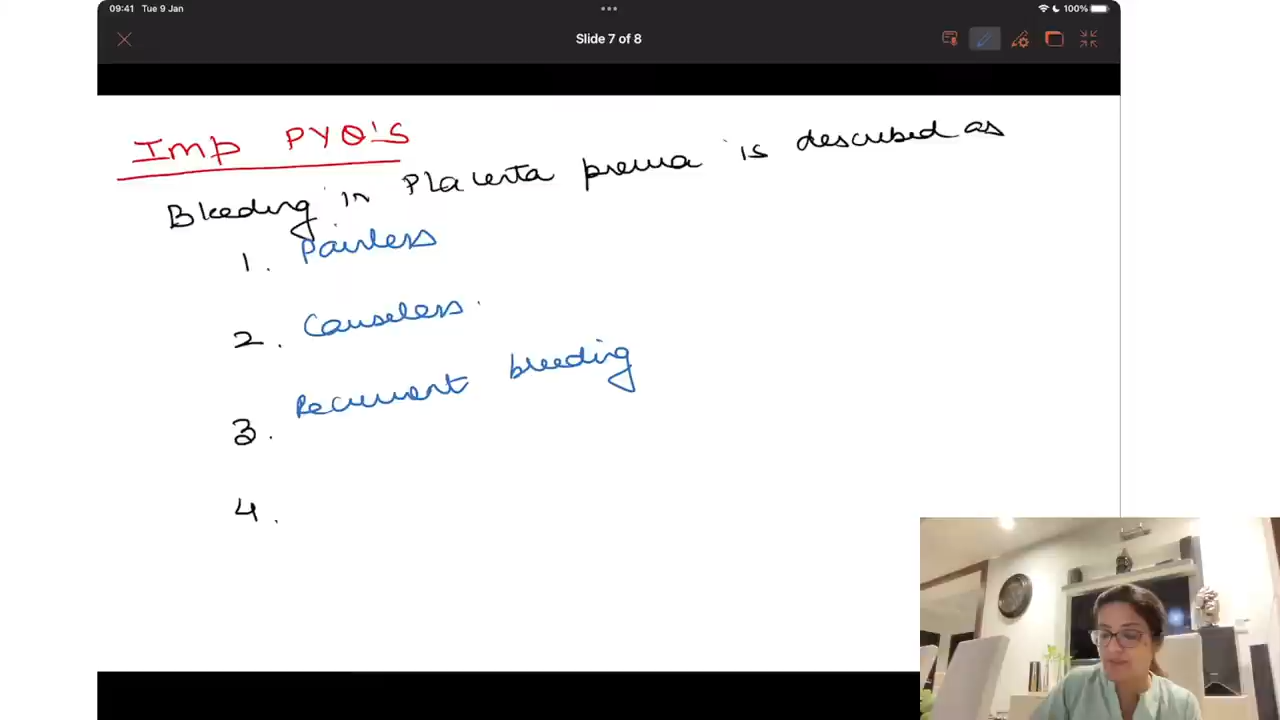 09:41 Tue 9 Jan
100%
Slide 7 of 8
Imp PYQ'S
Bleeding in Placenta previa is described as
1. Painless
2. Causeless
3. Recurrent bleeding
4.